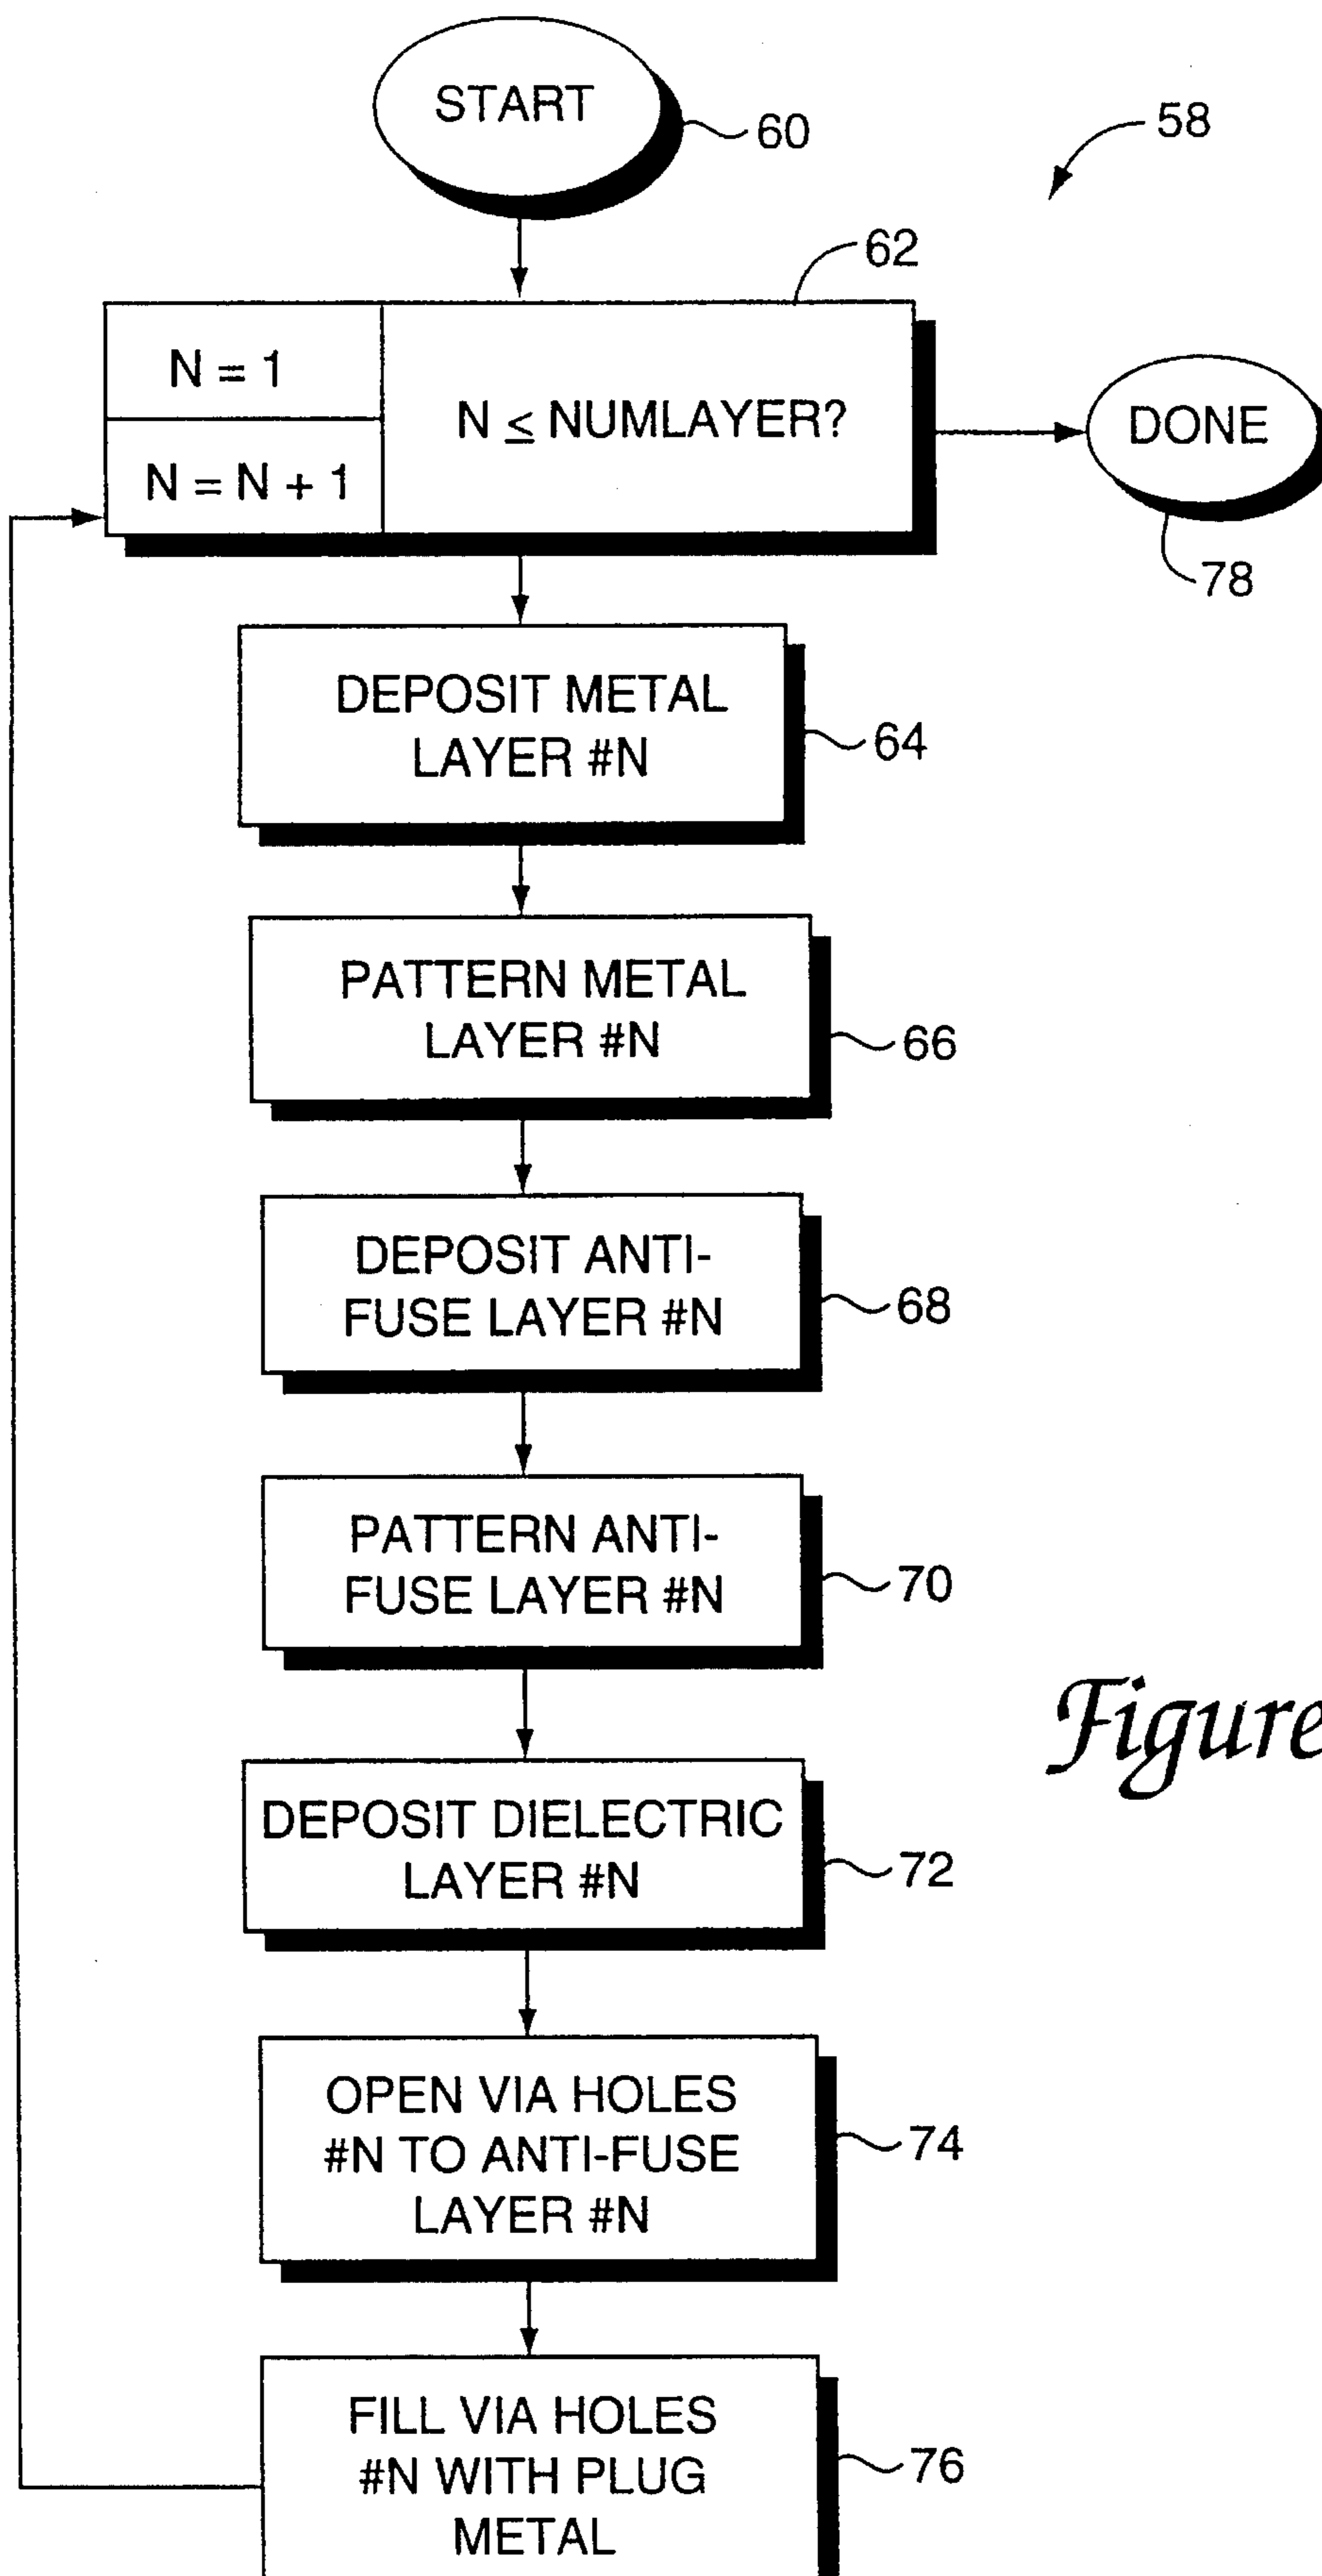 START
60
58
62
N = 1
N = N + 1
N ≤ NUMLAYER?
DONE
78
DEPOSIT METAL
LAYER #N
64
PATTERN METAL
LAYER #N
66
DEPOSIT ANTI-
FUSE LAYER #N
68
PATTERN ANTI-
FUSE LAYER #N
70
Figure
DEPOSIT DIELECTRIC
LAYER #N
72
OPEN VIA HOLES
#N TO ANTI-FUSE
LAYER #N
74
FILL VIA HOLES
#N WITH PLUG
METAL
76